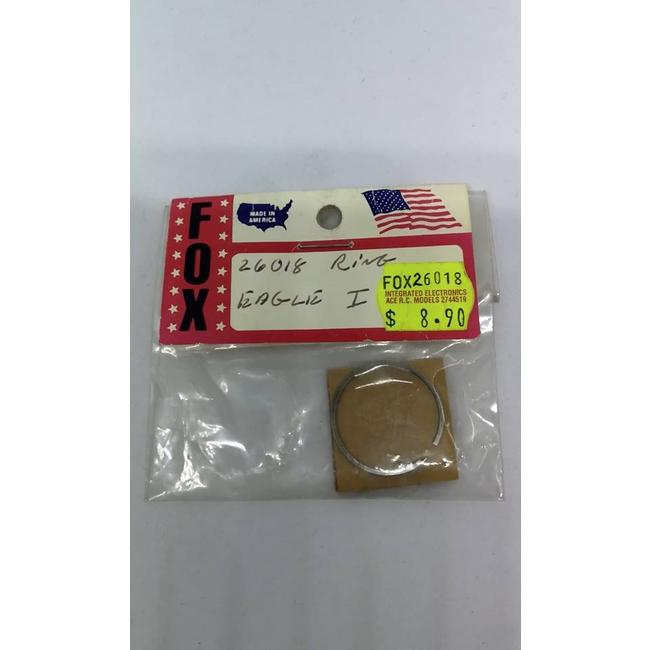 FOX
MADE IN
AMERICA
26018 RING
EAGLE I
FOX26018
INTEGRATED ELECTRONICS
ACE R.C. MODELS 2744519
$ 8.90